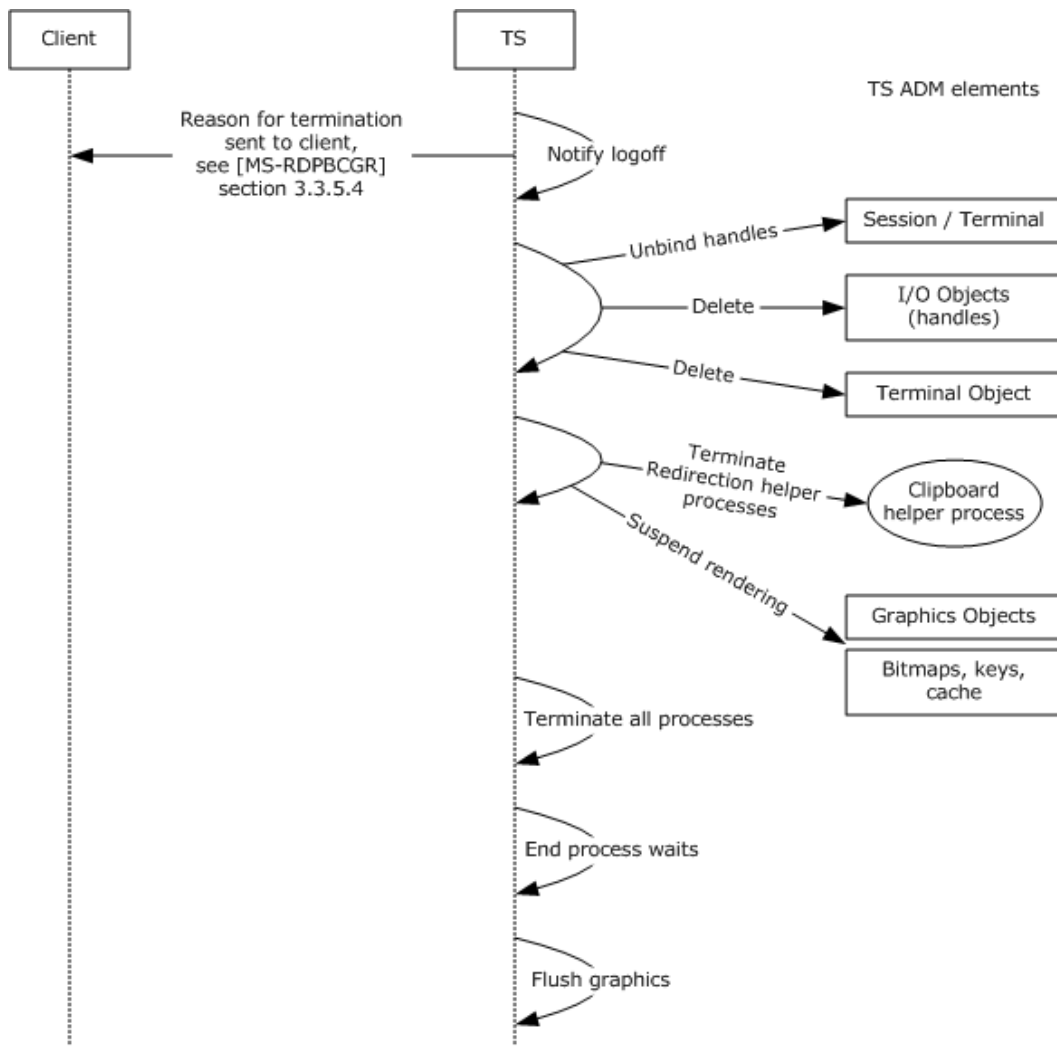 Client
TS
TS ADM elements
Reason for termination
sent to client,
see [MS-RDPBCGR]
section 3.3.5.4
Notify logoff
Unbind handles
Session / Terminal
Delete
I/O Objects
(handles)
Delete
Terminal Object
Terminate
Redirection helper
processes
Clipboard
helper process
Suspend rendering
Graphics Objects
Bitmaps, keys,
cache
Terminate all processes
End process waits
Flush graphics